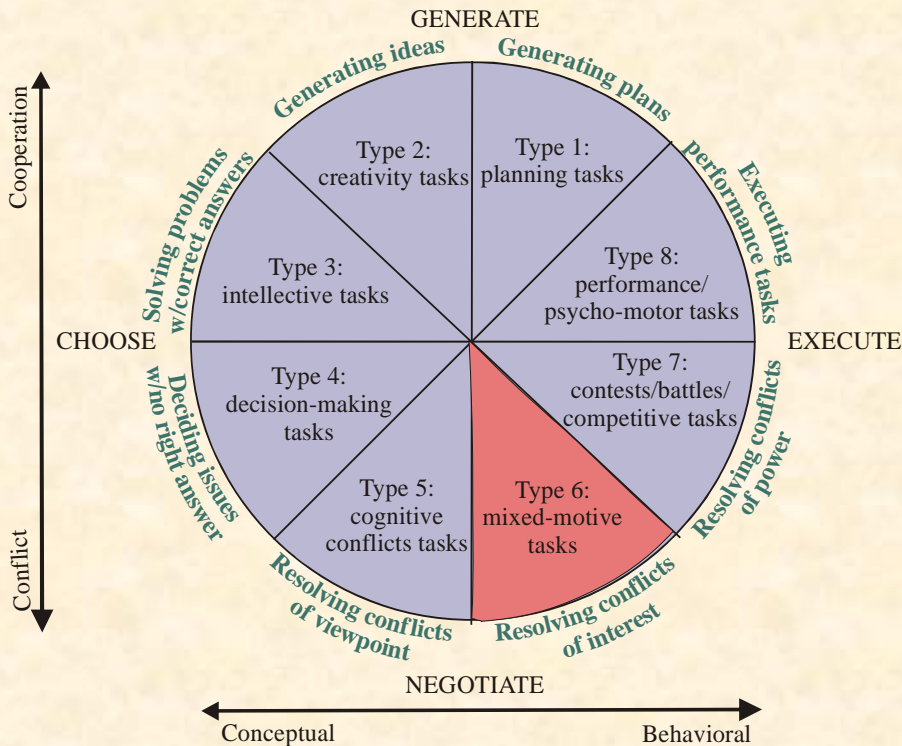 GENERATE
Generating ideas
Generating plans
Cooperation
Type 2:
creativity tasks
Type 1:
planning tasks
Executing
performance tasks
Solving problems
w/correct answers
Type 3:
intellective tasks
Type 8:
performance/
psycho-motor tasks
CHOOSE
EXECUTE
Type 4:
decision-making
tasks
Type 7:
contests/battles/
competitive tasks
Deciding issues
w/no right answer
Type 5:
cognitive
conflicts tasks
Type 6:
mixed-motive
tasks
Resolving conflicts
of power
Conflict
Resolving conflicts
of viewpoint
Resolving conflicts
of interest
NEGOTIATE
Conceptual
Behavioral